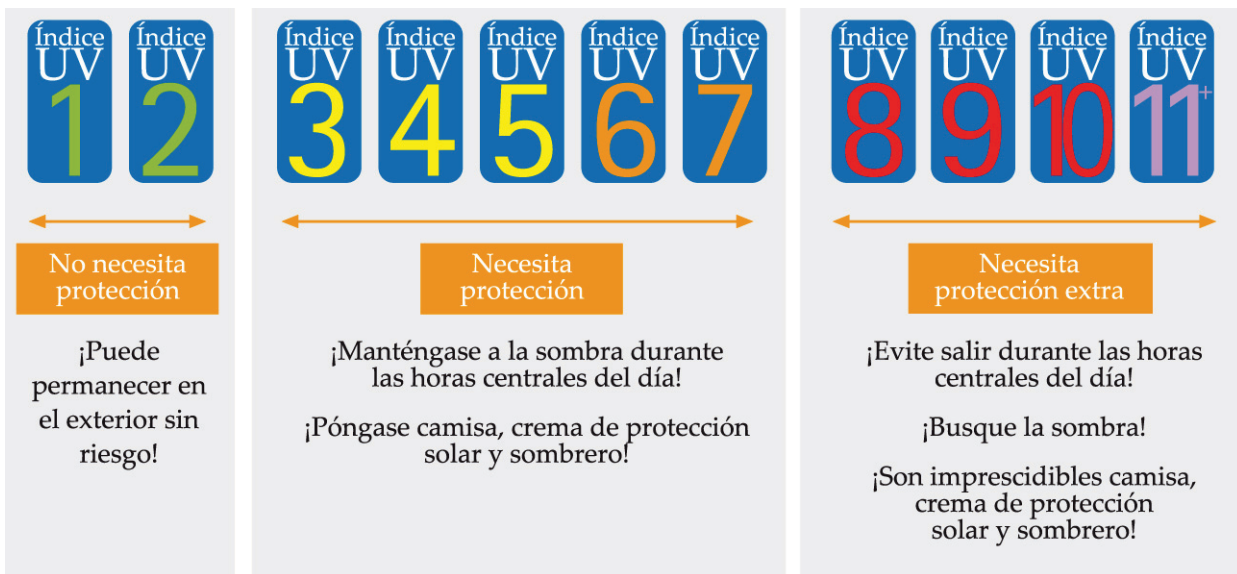 Índice UV 1
Índice UV 2
Índice UV 3
Índice UV 4
Índice UV 5
Índice UV 6
Índice UV 7
Índice UV 8
Índice UV 9
Índice UV 10
Índice UV 11+
No necesita
protección
¡Puede
permanecer en
el exterior sin
riesgo!
Necesita
protección
¡Manténgase a la sombra durante
las horas centrales del día!
¡Póngase camisa, crema de protección
solar y sombrero!
Necesita
protección extra
¡Evite salir durante las horas
centrales del día!
¡Busque la sombra!
¡Son imprescidibles camisa,
crema de protección
solar y sombrero!